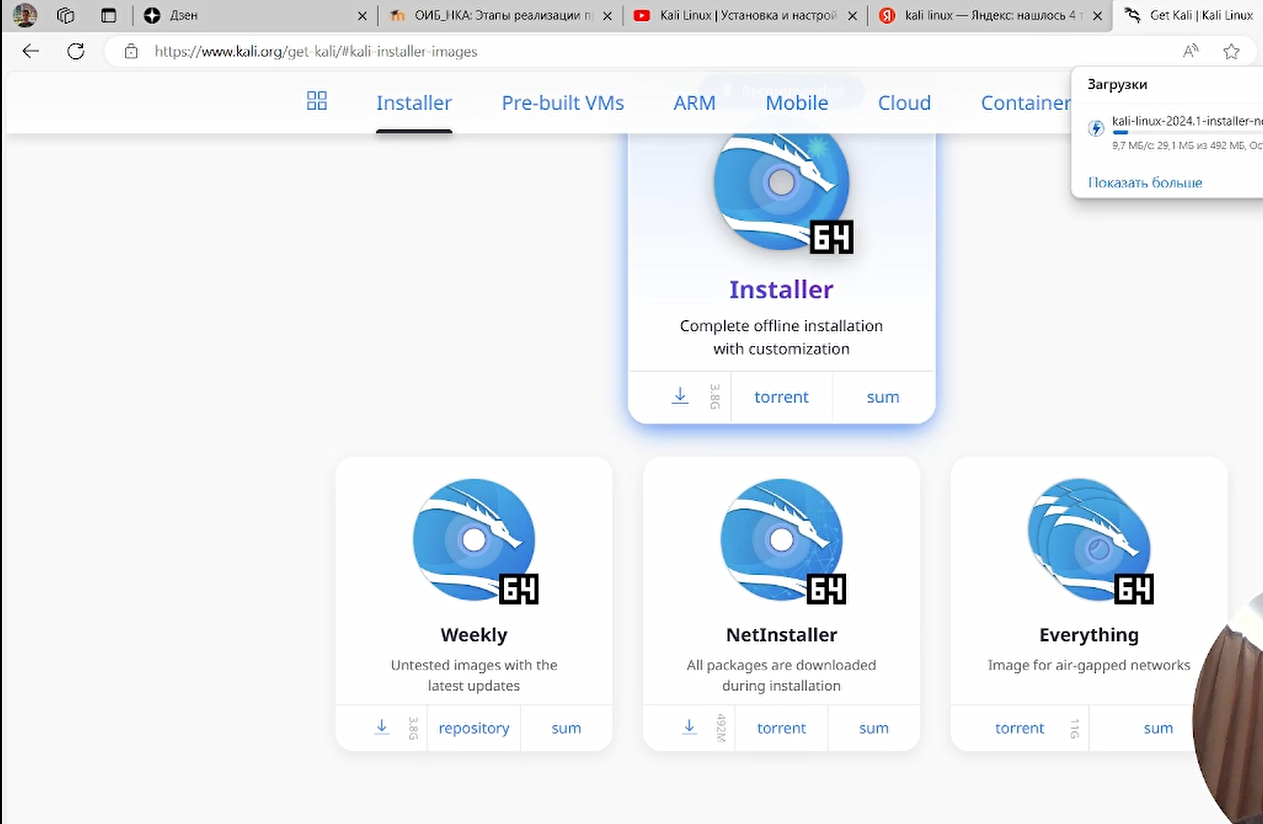 Дзен
ОИБ_НКА: Этапы реализации п
Kali Linux | Установка и настрой
kali linux — Яндекс: нашлось 4 т
Get Kali | Kali Linux
https://www.kali.org/get-kali/#kali-installer-images
Installer
Pre-built VMs
ARM
Mobile
Cloud
Container
Загрузки
kali-linux-2024.1-installer-ne
9,7 МБ/с: 29,1 МБ из 492 МБ, Ос
Показать больше
64
Installer
Complete offline installation
with customization
3.8G
torrent
sum
64
Weekly
Untested images with the
latest updates
3.8G
repository
sum
64
NetInstaller
All packages are downloaded
during installation
492M
torrent
sum
64
Everything
Image for air-gapped networks
torrent
11G
sum